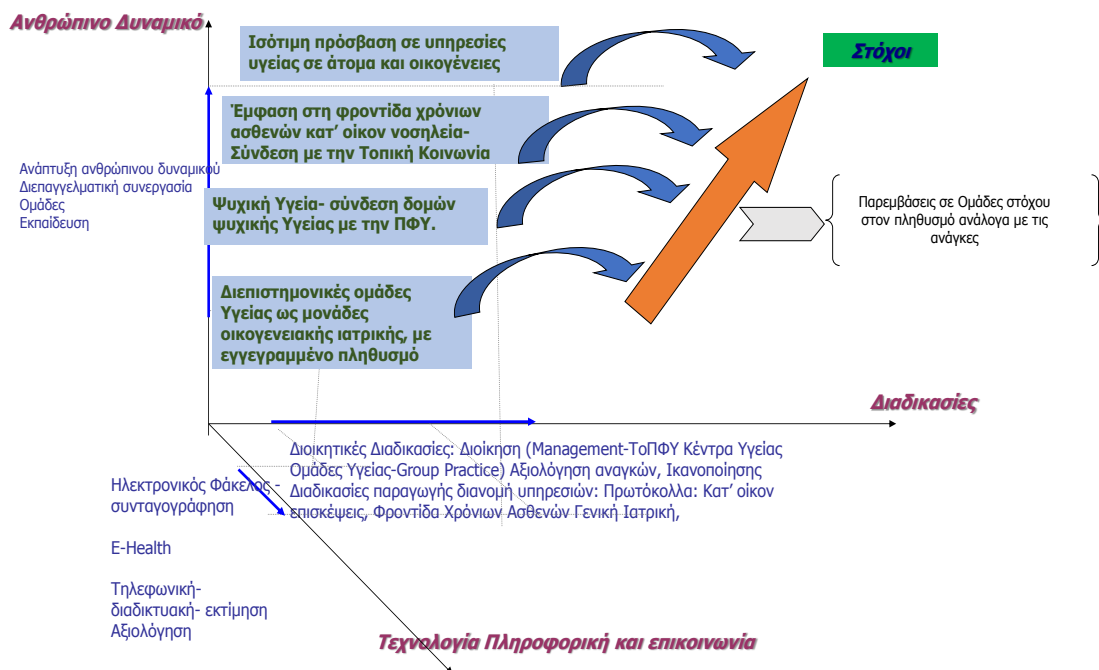 Ανθρώπινο Δυναμικό
Ισότιμη πρόσβαση σε υπηρεσίες
υγείας σε άτομα και οικογένειες
Στόχοι
Έμφαση στη φροντίδα χρόνιων
ασθενών κατ’ οίκον νοσηλεία-
Σύνδεση με την Τοπική Κοινωνία
Ανάπτυξη ανθρώπινου δυναμικού
Διεπαγγελματική συνεργασία
Ομάδες
Εκπαίδευση
Ψυχική Υγεία- σύνδεση δομών
ψυχικής Υγείας με την ΠΦΥ.
Παρεμβάσεις σε Ομάδες στόχου
στον πληθυσμό ανάλογα με τις
ανάγκες
Διεπιστημονικές ομάδες
Υγείας ως μονάδες
οικογενειακής ιατρικής, με
εγγεγραμμένο πληθυσμό
Διαδικασίες
Διοικητικές Διαδικασίες: Διοίκηση (Management-ΤοΠΦΥ Κέντρα Υγείας
Ομάδες Υγείας-Group Practice) Αξιολόγηση αναγκών, Ικανοποίησης
Διαδικασίες παραγωγής διανομή υπηρεσιών: Πρωτόκολλα: Κατ’ οίκον
επισκέψεις, Φροντίδα Χρόνιων Ασθενών Γενική Ιατρική,
Ηλεκτρονικός Φάκελος -
συνταγογράφηση
E-Health
Τηλεφωνική-
διαδικτυακή- εκτίμηση
Αξιολόγηση
Τεχνολογία Πληροφορική και επικοινωνία